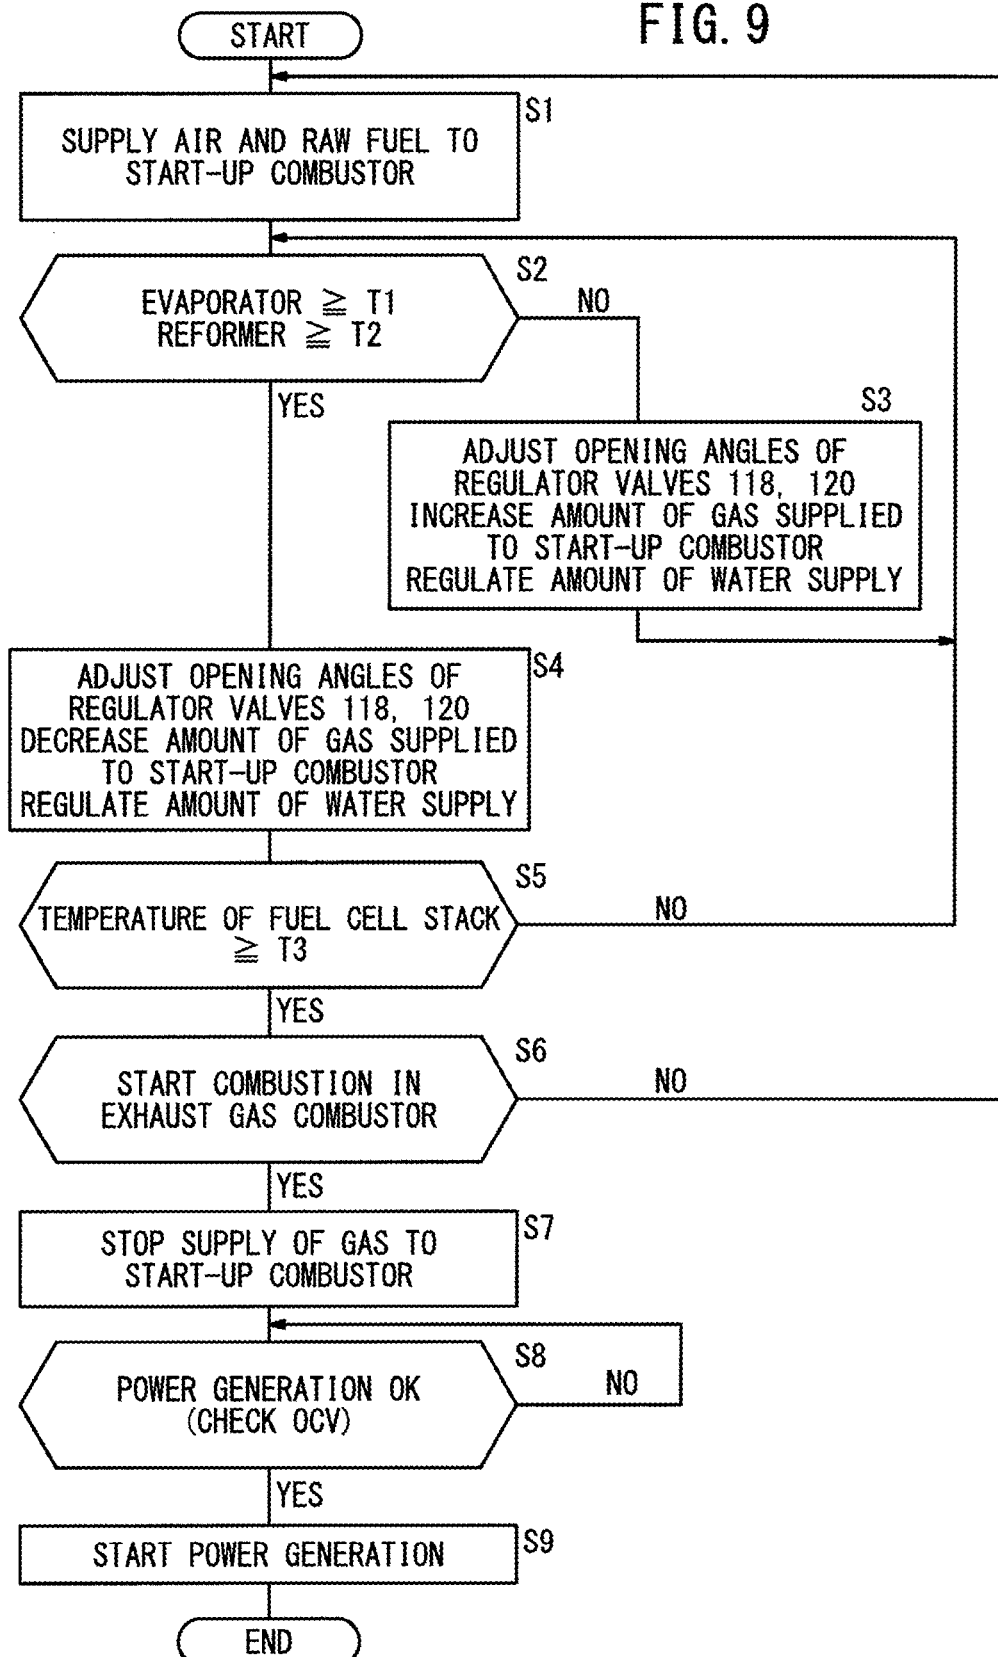 FIG. 9
START
S1
SUPPLY AIR AND RAW FUEL TO
START-UP COMBUSTOR
S2
EVAPORATOR ≧ T1
REFORMER ≧ T2
NO
YES
S3
ADJUST OPENING ANGLES OF
REGULATOR VALVES 118, 120
INCREASE AMOUNT OF GAS SUPPLIED
TO START-UP COMBUSTOR
REGULATE AMOUNT OF WATER SUPPLY
S4
ADJUST OPENING ANGLES OF
REGULATOR VALVES 118, 120
DECREASE AMOUNT OF GAS SUPPLIED
TO START-UP COMBUSTOR
REGULATE AMOUNT OF WATER SUPPLY
S5
TEMPERATURE OF FUEL CELL STACK
≧ T3
NO
YES
S6
START COMBUSTION IN
EXHAUST GAS COMBUSTOR
NO
YES
S7
STOP SUPPLY OF GAS TO
START-UP COMBUSTOR
S8
POWER GENERATION OK
(CHECK OCV)
NO
YES
S9
START POWER GENERATION
END